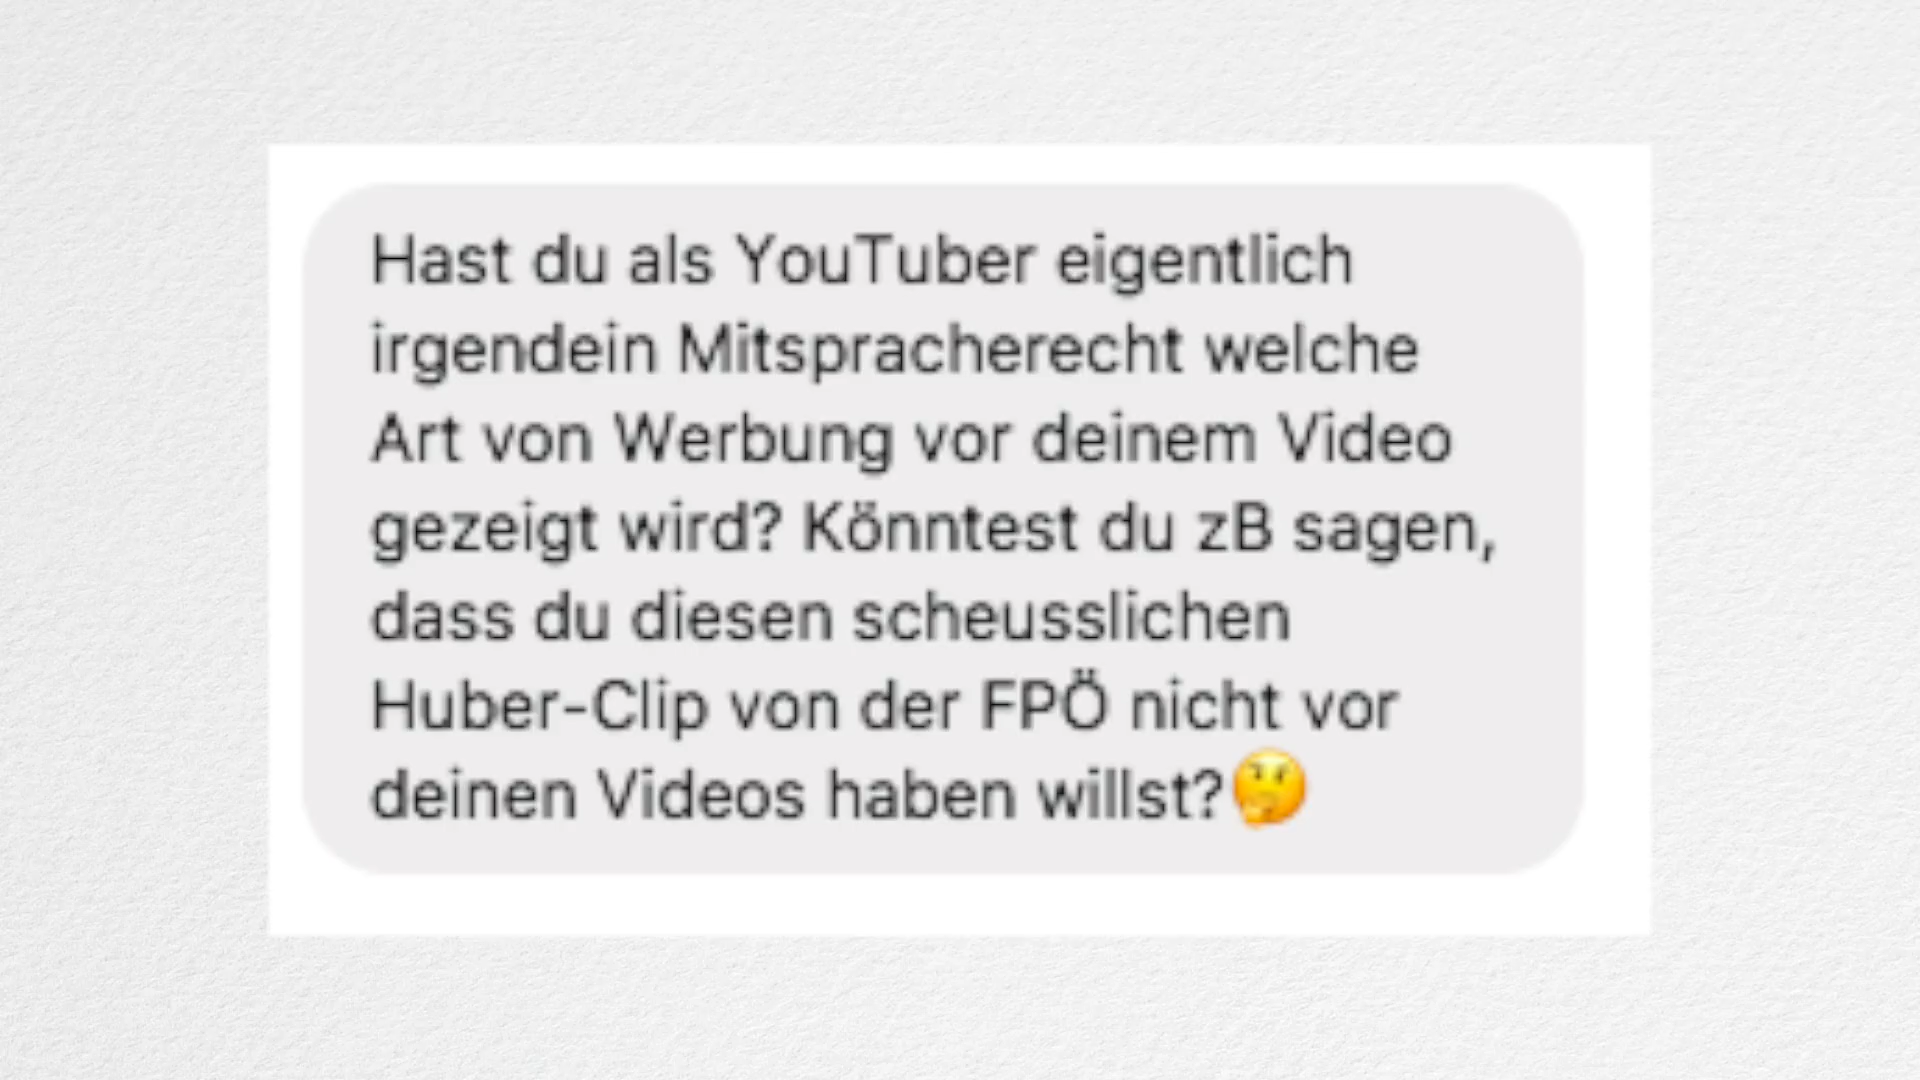 Hast du als YouTuber eigentlich
irgendein Mitspracherecht welche
Art von Werbung vor deinem Video
gezeigt wird? Könntest du zB sagen,
dass du diesen scheusslichen
Huber-Clip von der FPÖ nicht vor
deinen Videos haben willst?🤔